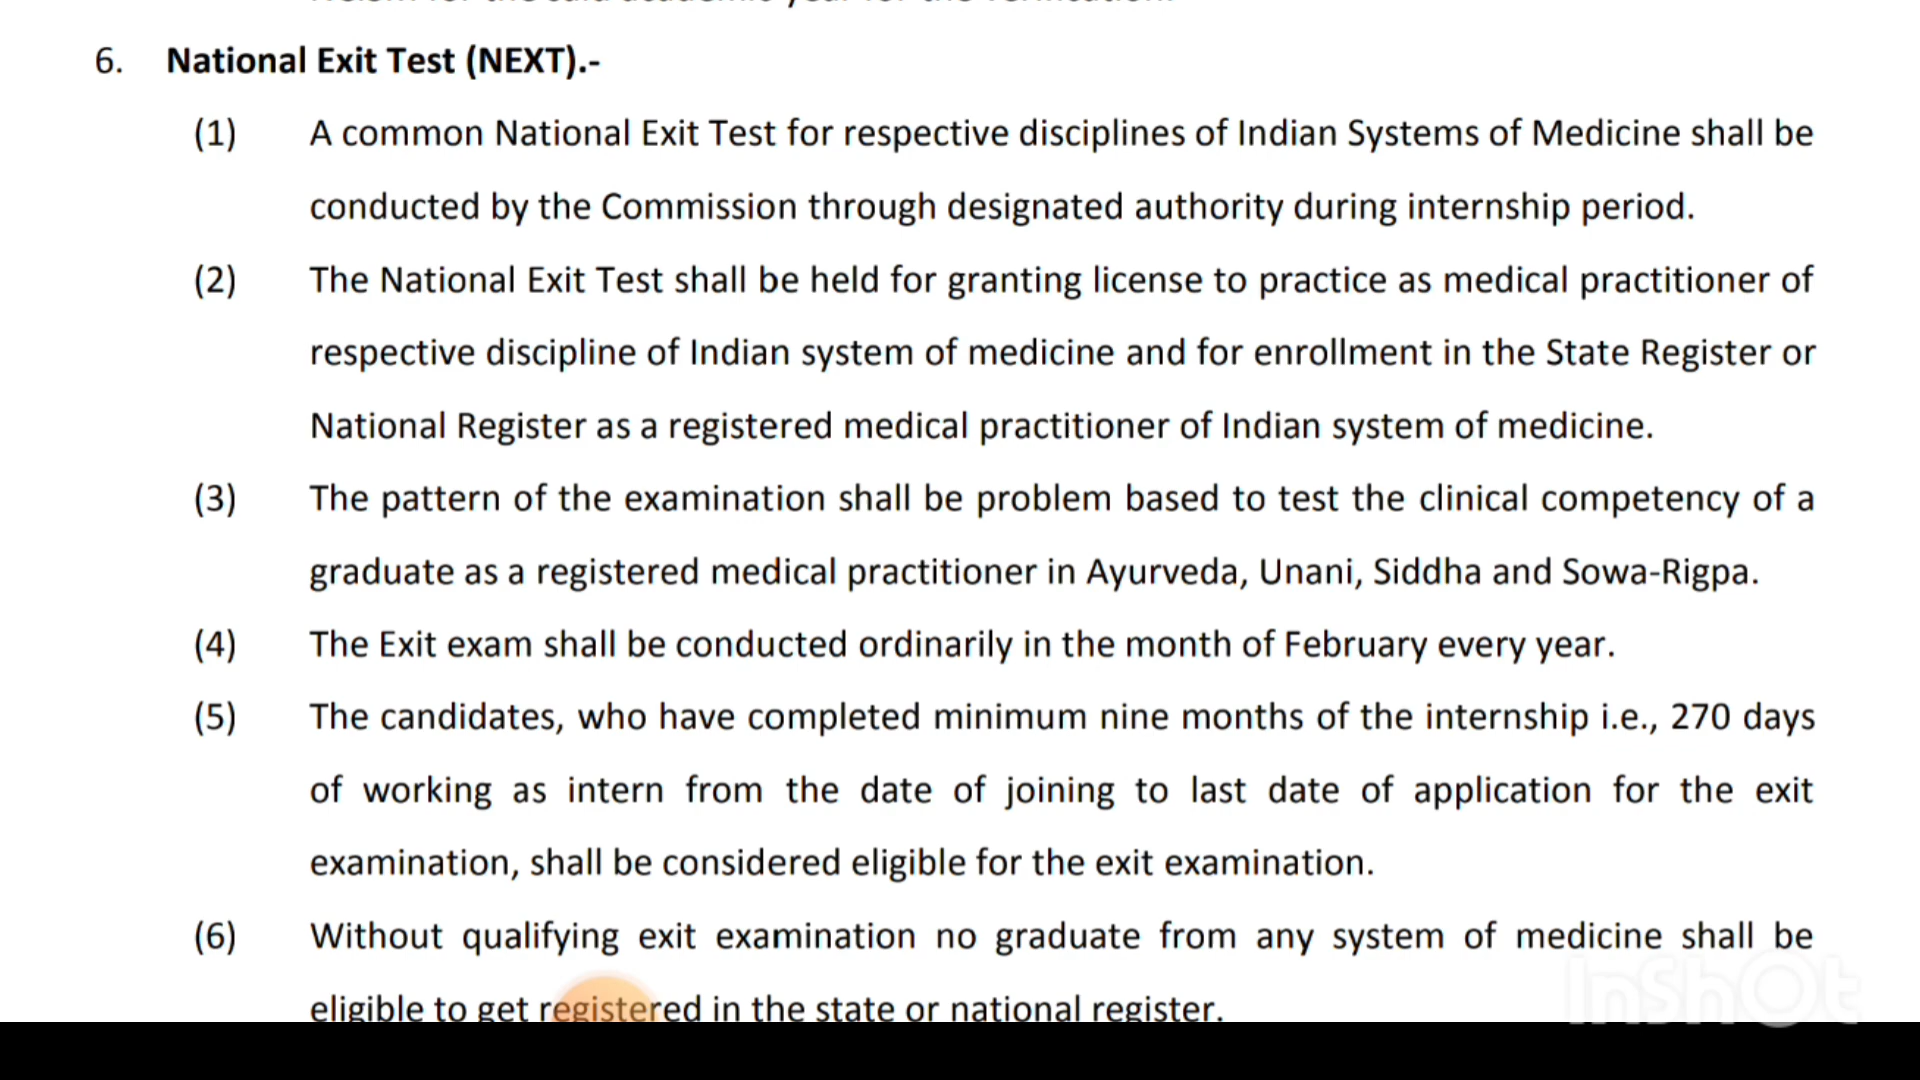 6. National Exit Test (NEXT).-
(1) A common National Exit Test for respective disciplines of Indian Systems of Medicine shall be
conducted by the Commission through designated authority during internship period.
(2) The National Exit Test shall be held for granting license to practice as medical practitioner of
respective discipline of Indian system of medicine and for enrollment in the State Register or
National Register as a registered medical practitioner of Indian system of medicine.
(3) The pattern of the examination shall be problem based to test the clinical competency of a
graduate as a registered medical practitioner in Ayurveda, Unani, Siddha and Sowa-Rigpa.
(4) The Exit exam shall be conducted ordinarily in the month of February every year.
(5) The candidates, who have completed minimum nine months of the internship i.e., 270 days
of working as intern from the date of joining to last date of application for the exit
examination, shall be considered eligible for the exit examination.
(6) Without qualifying exit examination no graduate from any system of medicine shall be
eligible to get registered in the state or national register.
InShOt